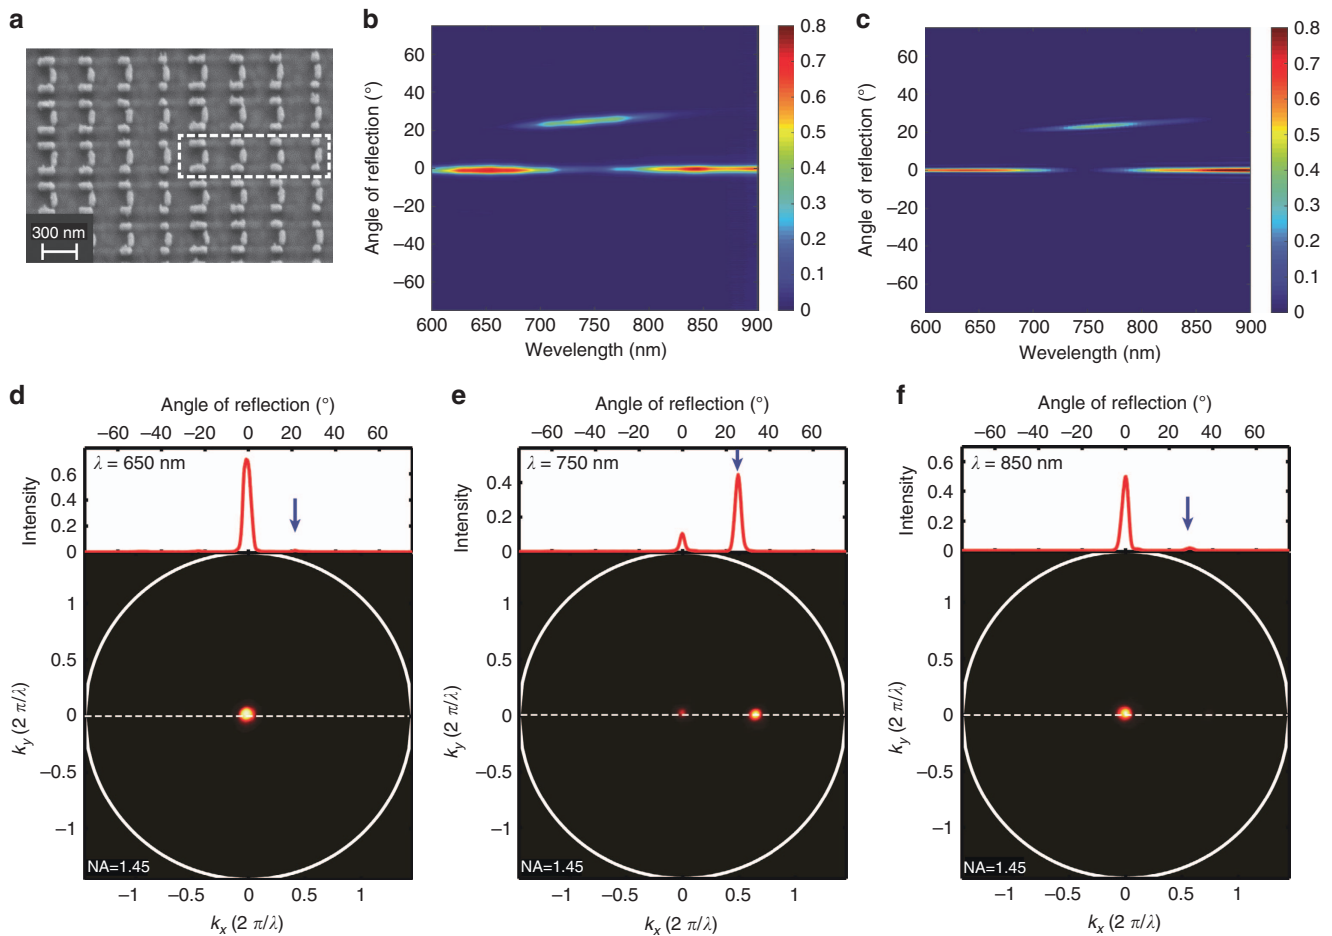 a
300 nm
b
Angle of reflection (°)
60
40
20
0
−20
−40
−60
600 650 700 750 800 850 900
Wavelength (nm)
0.8
0.7
0.6
0.5
0.4
0.3
0.2
0.1
0
c
Angle of reflection (°)
60
40
20
0
−20
−40
−60
600 650 700 750 800 850 900
Wavelength (nm)
0.8
0.7
0.6
0.5
0.4
0.3
0.2
0.1
0
d
Angle of reflection (°)
−60 −40 −20 0 20 40 60
λ = 650 nm
Intensity
0.6
0.4
0.2
0
k_y (2 π/λ)
1
0.5
0
−0.5
−1
NA=1.45
−1 −0.5 0 0.5 1
k_x (2 π/λ)
e
Angle of reflection (°)
−60 −40 −20 0 20 40 60
λ = 750 nm
Intensity
0.4
0.2
0
k_y (2 π/λ)
1
0.5
0
−0.5
−1
NA=1.45
−1 −0.5 0 0.5 1
k_x (2 π/λ)
f
Angle of reflection (°)
−60 −40 −20 0 20 40 60
λ = 850 nm
Intensity
0.6
0.4
0.2
0
k_y (2 π/λ)
1
0.5
0
−0.5
−1
NA=1.45
−1 −0.5 0 0.5 1
k_x (2 π/λ)